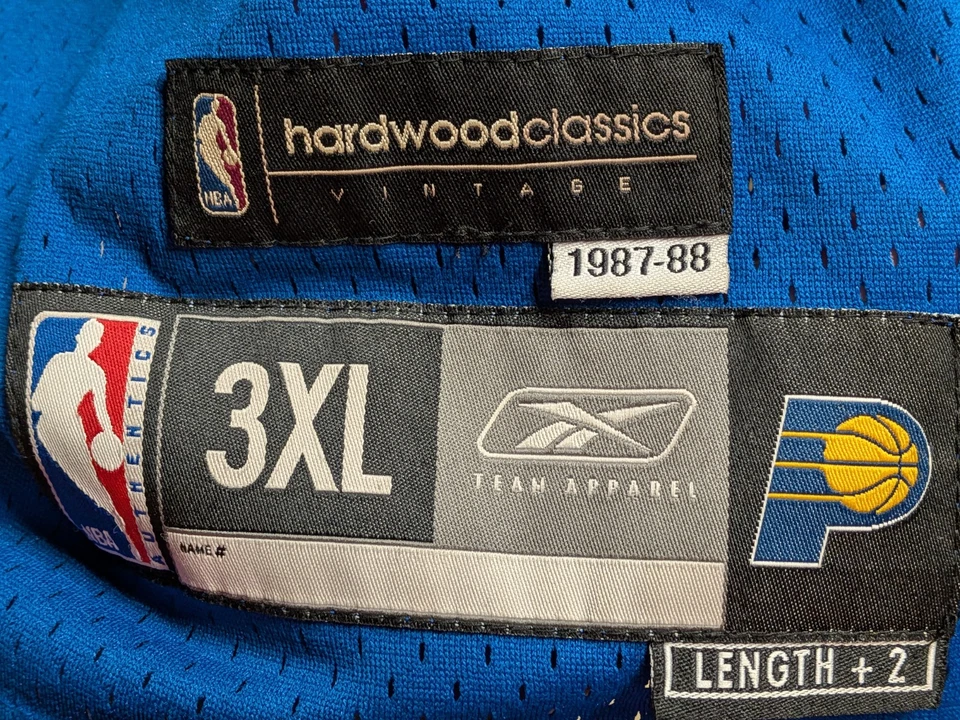 NBA
hardwoodclassics
VINTAGE
1987-88
NBA
AUTHENTICS
3XL
TEAM APPAREL
NAME #
LENGTH + 2